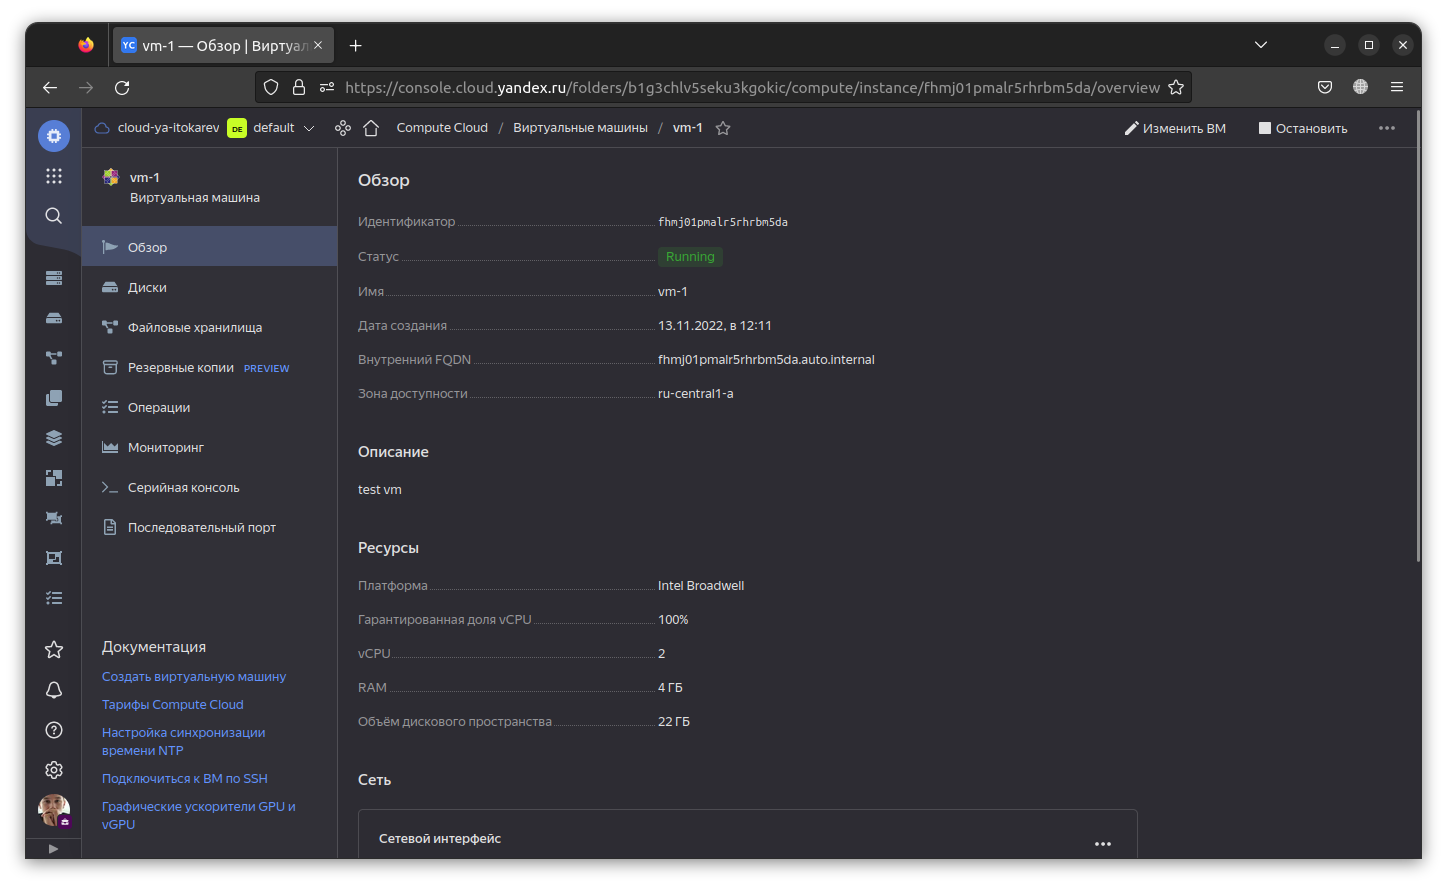 YC vm-1 — Обзор | Виртуал
https://console.cloud.yandex.ru/folders/b1g3chlv5seku3kgokic/compute/instance/fhmj01pmalr5rhrbm5da/overview
cloud-ya-itokarev DE default Compute Cloud / Виртуальные машины / vm-1 Изменить ВМ Остановить
vm-1
Виртуальная машина
Обзор
Диски
Файловые хранилища
Резервные копии PREVIEW
Операции
Мониторинг
Серийная консоль
Последовательный порт
Документация
Создать виртуальную машину
Тарифы Compute Cloud
Настройка синхронизации
времени NTP
Подключиться к ВМ по SSH
Графические ускорители GPU и
vGPU
Обзор
Идентификатор fhmj01pmalr5rhrbm5da
Статус Running
Имя vm-1
Дата создания 13.11.2022, в 12:11
Внутренний FQDN fhmj01pmalr5rhrbm5da.auto.internal
Зона доступности ru-central1-a
Описание
test vm
Ресурсы
Платформа Intel Broadwell
Гарантированная доля vCPU 100%
vCPU 2
RAM 4 ГБ
Объём дискового пространства 22 ГБ
Сеть
Сетевой интерфейс